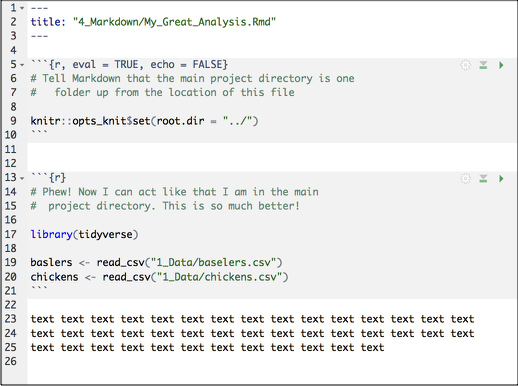 1 ---
2 title: "4_Markdown/My_Great_Analysis.Rmd"
3 ---
4
5 ```{r, eval = TRUE, echo = FALSE}
6 # Tell Markdown that the main project directory is one
7 #   folder up from the location of this file
8
9 knitr::opts_knit$set(root.dir = "../")
10 ```
11
12
13 ```{r}
14 # Phew! Now I can act like that I am in the main
15 #  project directory. This is so much better!
16
17 library(tidyverse)
18
19 baslers <- read_csv("1_Data/baselers.csv")
20 chickens <- read_csv("1_Data/chickens.csv")
21 ```
22
23 text text text text text text text text text text text text text text text
24 text text text text text text text text text text text text text text text
25 text text text text text text text text text text text text
26